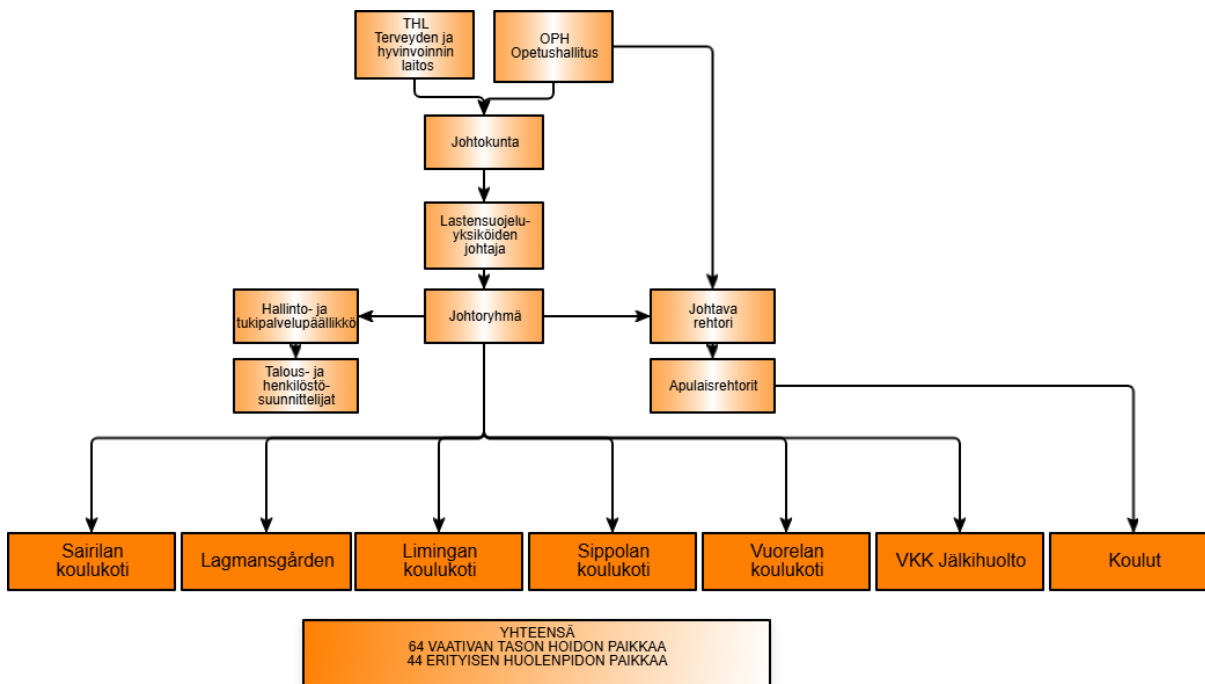 THL
Terveyden ja
hyvinvoinnin
laitos
OPH
Opetushallitus
Johtokunta
Lastensuojelu-
yksiköiden
johtaja
Hallinto- ja
tukipalvelupäällikkö
Johtoryhmä
Johtava
rehtori
Talous- ja
henkilöstö-
suunnittelijat
Apulaisrehtorit
Sairilan
koulukoti
Lagmansgården
Limingan
koulukoti
Sippolan
koulukoti
Vuorelan
koulukoti
VKK Jälkihuolto
Koulut
YHTEENSÄ
64 VAATIVAN TASON HOIDON PAIKKAA
44 ERITYISEN HUOLENPIDON PAIKKAA